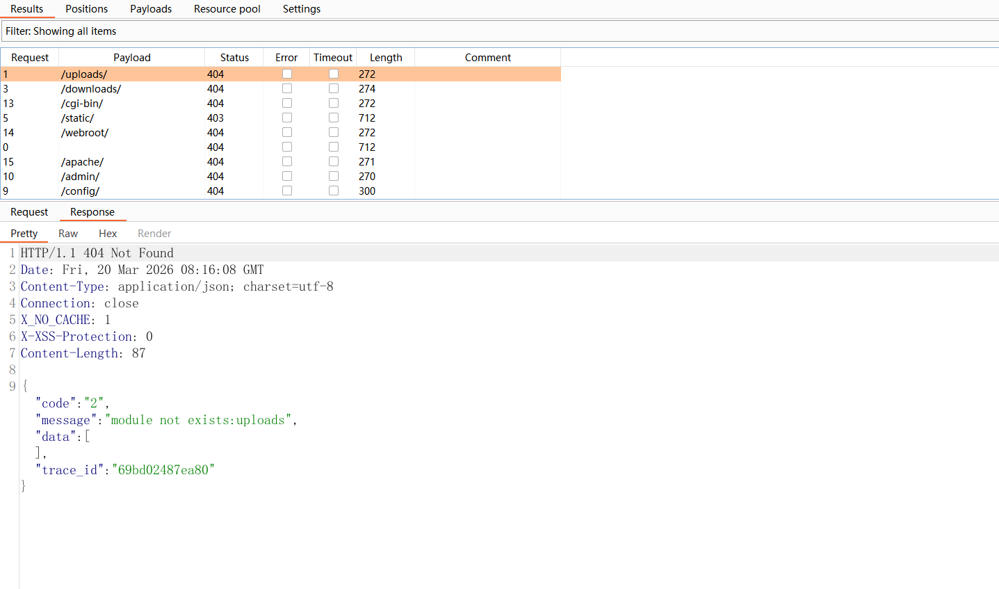 Results Positions Payloads Resource pool Settings
Filter: Showing all items
Request Payload Status Error Timeout Length Comment
1 /uploads/ 404 272
3 /downloads/ 404 274
13 /cgi-bin/ 404 272
5 /static/ 403 712
14 /webroot/ 404 272
0 404 712
15 /apache/ 404 271
10 /admin/ 404 270
9 /config/ 404 300
Request Response
Pretty Raw Hex Render
1 HTTP/1.1 404 Not Found
2 Date: Fri, 20 Mar 2026 08:16:08 GMT
3 Content-Type: application/json; charset=utf-8
4 Connection: close
5 X_NO_CACHE: 1
6 X-XSS-Protection: 0
7 Content-Length: 87
8
9 {
"code":"2",
"message":"module not exists:uploads",
"data":[
],
"trace_id":"69bd02487ea80"
}